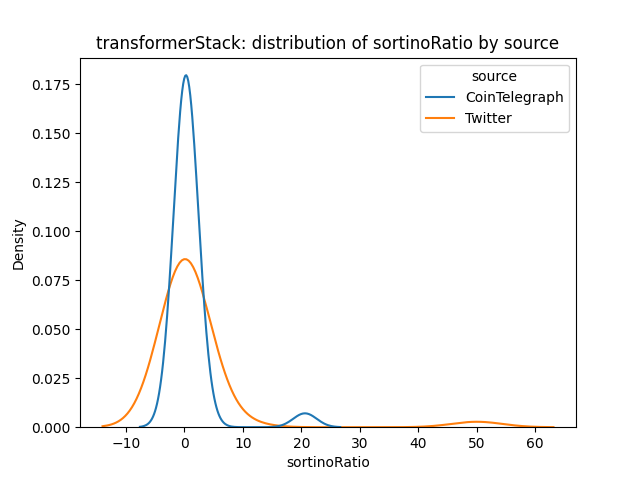 transformerStack: distribution of sortinoRatio by source
source
CoinTelegraph
Twitter
0.175
0.150
0.125
0.100
0.075
0.050
0.025
0.000
Density
−10 0 10 20 30 40 50 60
sortinoRatio